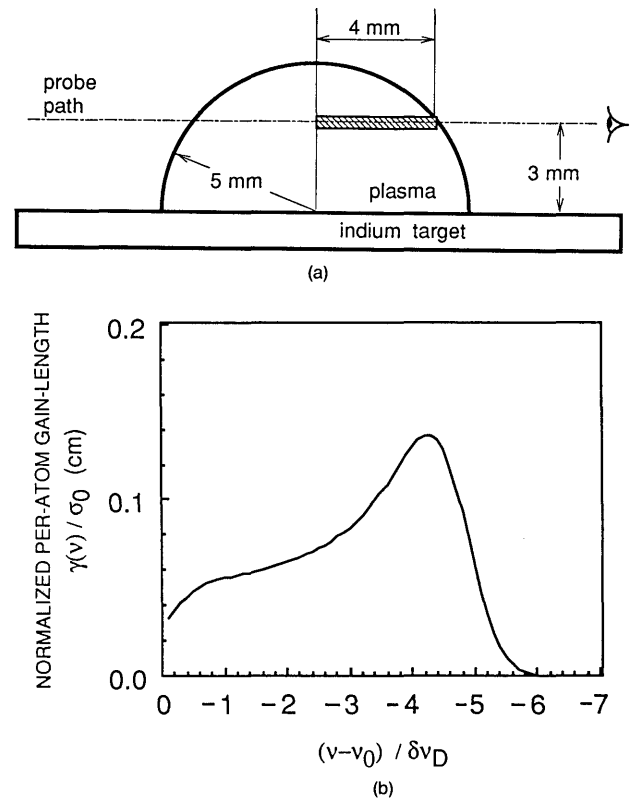 4 mm
probe
path
5 mm
3 mm
plasma
indium target
(a)
NORMALIZED PER-ATOM GAIN-LENGTH
γ(ν) / σ0 (cm)
0.2
0.1
0.0
0 -1 -2 -3 -4 -5 -6 -7
(ν-ν0) / δνD
(b)